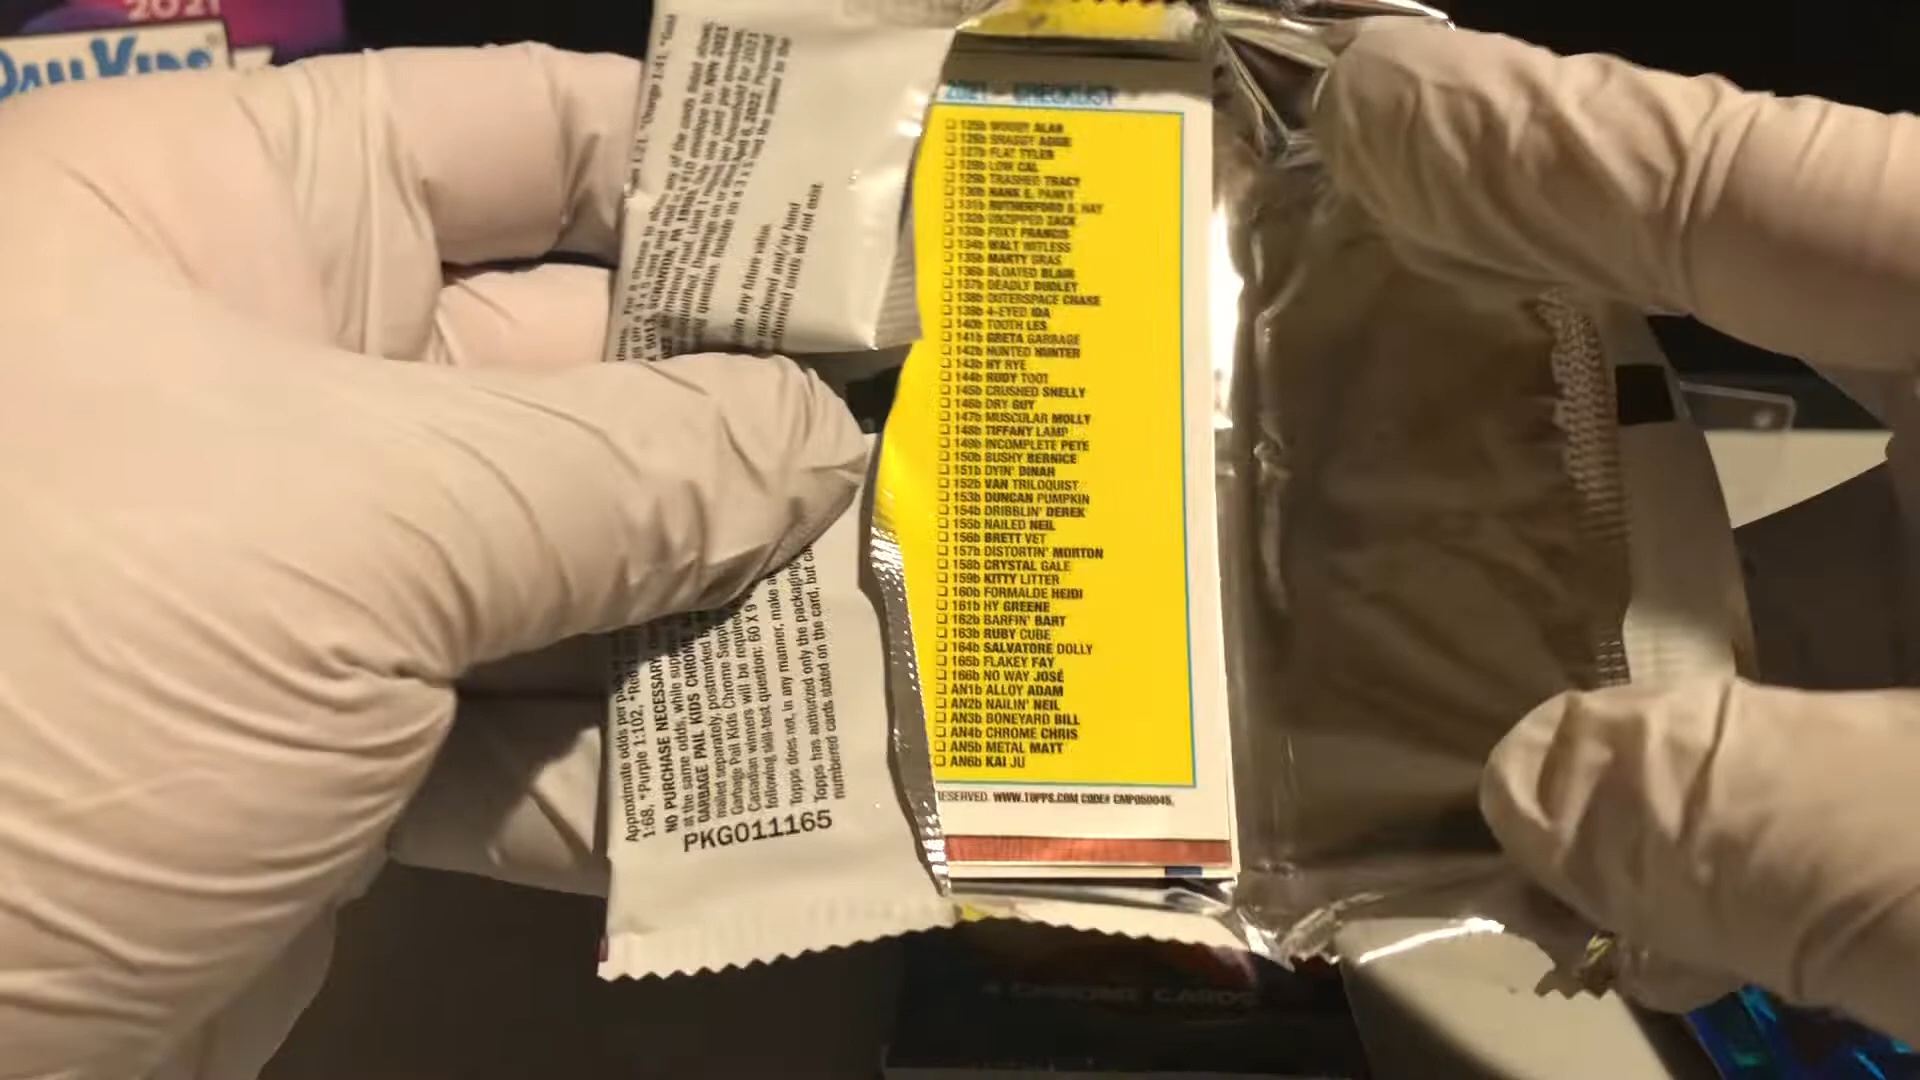 2021
PAIL KIDS
2021 CHECKLIST
125b WOODY ALAN
126b SHAGGY AGGIE
127b FLAT TYLER
128b LOW CAL
129b TRASHED TRACY
130b HANK E. PANKY
131b RUTHERFORD B. HAY
132b UNZIPPED ZACK
133b FOXY FRANCIS
134b WALT WITLESS
135b MARTY GRAS
136b BLOATED BLAIR
137b DEADLY DUDLEY
138b OUTERSPACE CHASE
139b 4-EYED IDA
140b TOOTH LES
141b GRETA GARBAGE
142b HUNTED HUNTER
143b HY RYE
144b RUDY TOOT
145b CRUSHED SHELLY
146b DRY GUY
147b MUSCULAR MOLLY
148b TIFFANY LAMP
149b INCOMPLETE PETE
150b BUSHY BERNICE
151b DYIN' DINAH
152b VAN TRILOQUIST
153b DUNCAN PUMPKIN
154b DRIBBLIN' DEREK
155b NAILED NEIL
156b BRETT VET
157b DISTORTIN' MORTON
158b CRYSTAL GALE
159b KITTY LITTER
160b FORMALDE HEIDI
161b HY GREENE
162b BARFIN' BART
163b RUBY CUBE
164b SALVATORE DOLLY
165b FLAKEY FAY
166b NO WAY JOSÉ
AN1b ALLOY ADAM
AN2b NAILIN' NEIL
AN3b BONEYARD BILL
AN4b CHROME CHRIS
AN5b METAL MATT
AN6b KAI JU
RESERVED. WWW.TOPPS.COM CODE# CMP050045.
Approximate odds per pack
1:68, *Purple 1:102, *Red
NO PURCHASE NECESSARY.
at the same odds, while supp
GARBAGE PAIL KIDS CHROME
mailed separately, postmarked b
Garbage Pail Kids Chrome Sapp
Canadian winners will be required
following skill-test question: 60 X 9
Topps does not, in any manner, make a
Topps has authorized only the packaging
numbered cards stated on the card, but ca
in any future value.
numbered and/or hand
cards will not exist.
PKG011165
4 CHROME CARDS